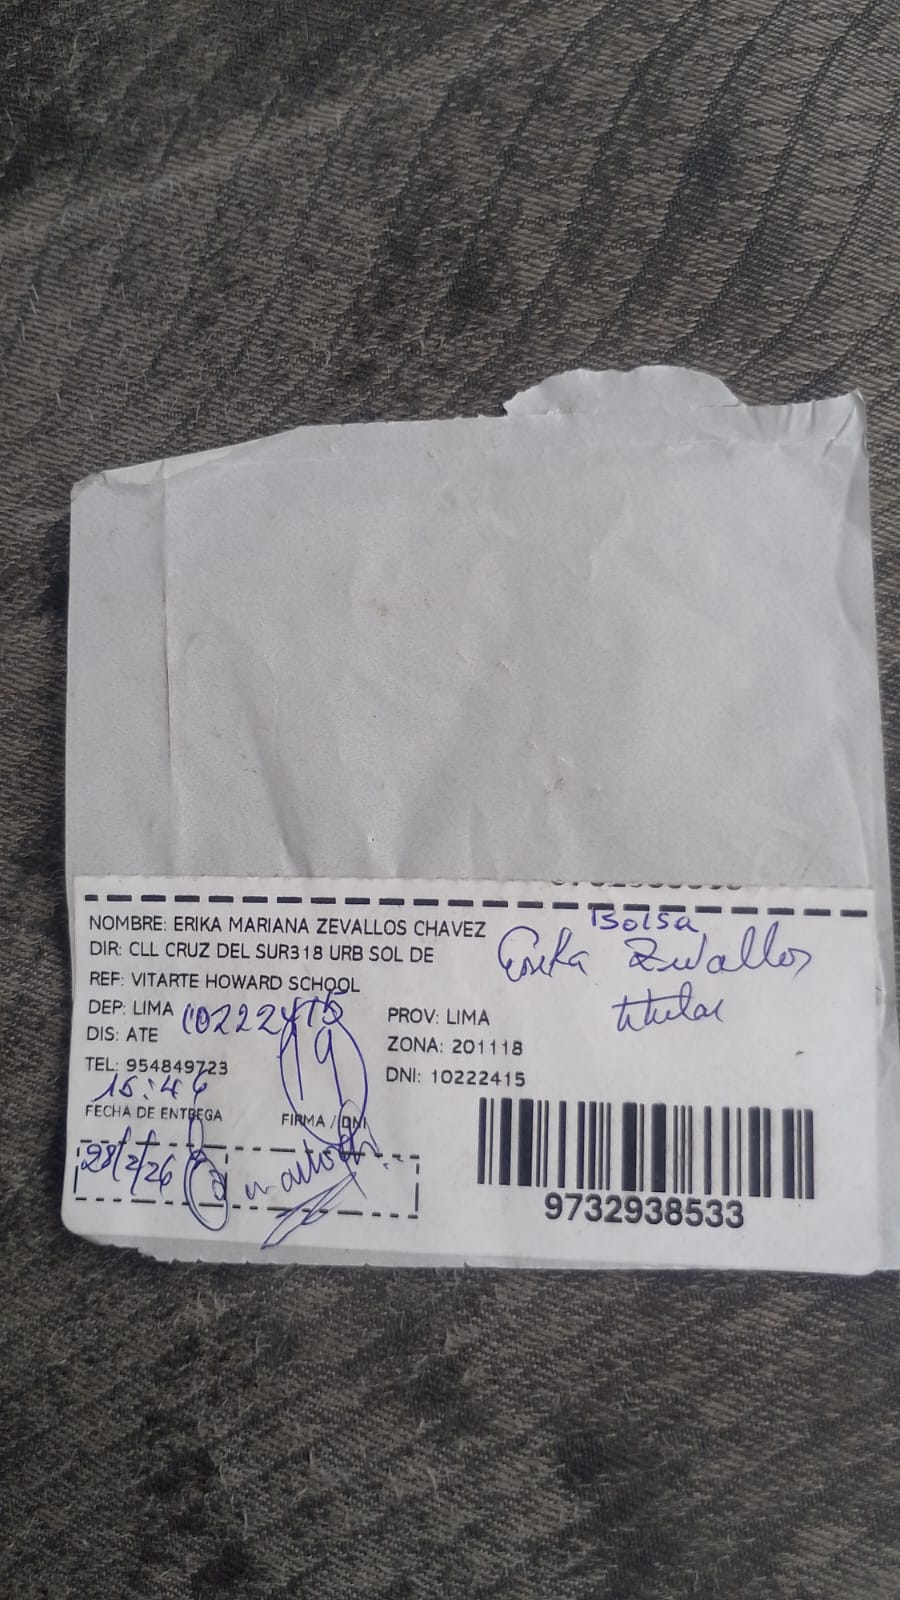 NOMBRE: ERIKA MARIANA ZEVALLOS CHAVEZ
Bolsa
DIR: CLL CRUZ DEL SUR318 URB SOL DE
Erika Zevallos
REF: VITARTE HOWARD SCHOOL
titular
DEP: LIMA 10222415
PROV: LIMA
DIS: ATE
19
ZONA: 201118
TEL: 954849723
DNI: 10222415
15:46
FECHA DE ENTREGA
FIRMA / DNI
28/2/26
9732938533